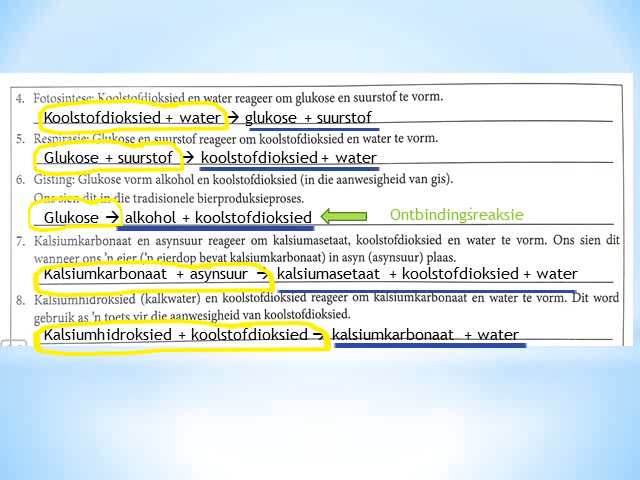 4. Fotosintese: Koolstofdioksied en water reageer om glukose en suurstof te vorm.
Koolstofdioksied + water → glukose + suurstof
5. Respirasie: Glukose en suurstof reageer om koolstofdioksied en water te vorm.
Glukose + suurstof → koolstofdioksied + water
6. Gisting: Glukose vorm alkohol en koolstofdioksied (in die aanwesigheid van gis).
Ons sien dit in die tradisionele bierproduksieproses.
Glukose → alkohol + koolstofdioksied
Ontbindingsreaksie
7. Kalsiumkarbonaat en asynsuur reageer om kalsiumasetaat, koolstofdioksied en water te vorm. Ons sien dit
wanneer ons 'n eier ('n eierdop bevat kalsiumkarbonaat) in asyn (asynsuur) plaas.
Kalsiumkarbonaat + asynsuur → kalsiumasetaat + koolstofdioksied + water
8. Kalsiumhidroksied (kalkwater) en koolstofdioksied reageer om kalsiumkarbonaat en water te vorm. Dit word
gebruik as 'n toets vir die aanwesigheid van koolstofdioksied.
Kalsiumhidroksied + koolstofdioksied → kalsiumkarbonaat + water